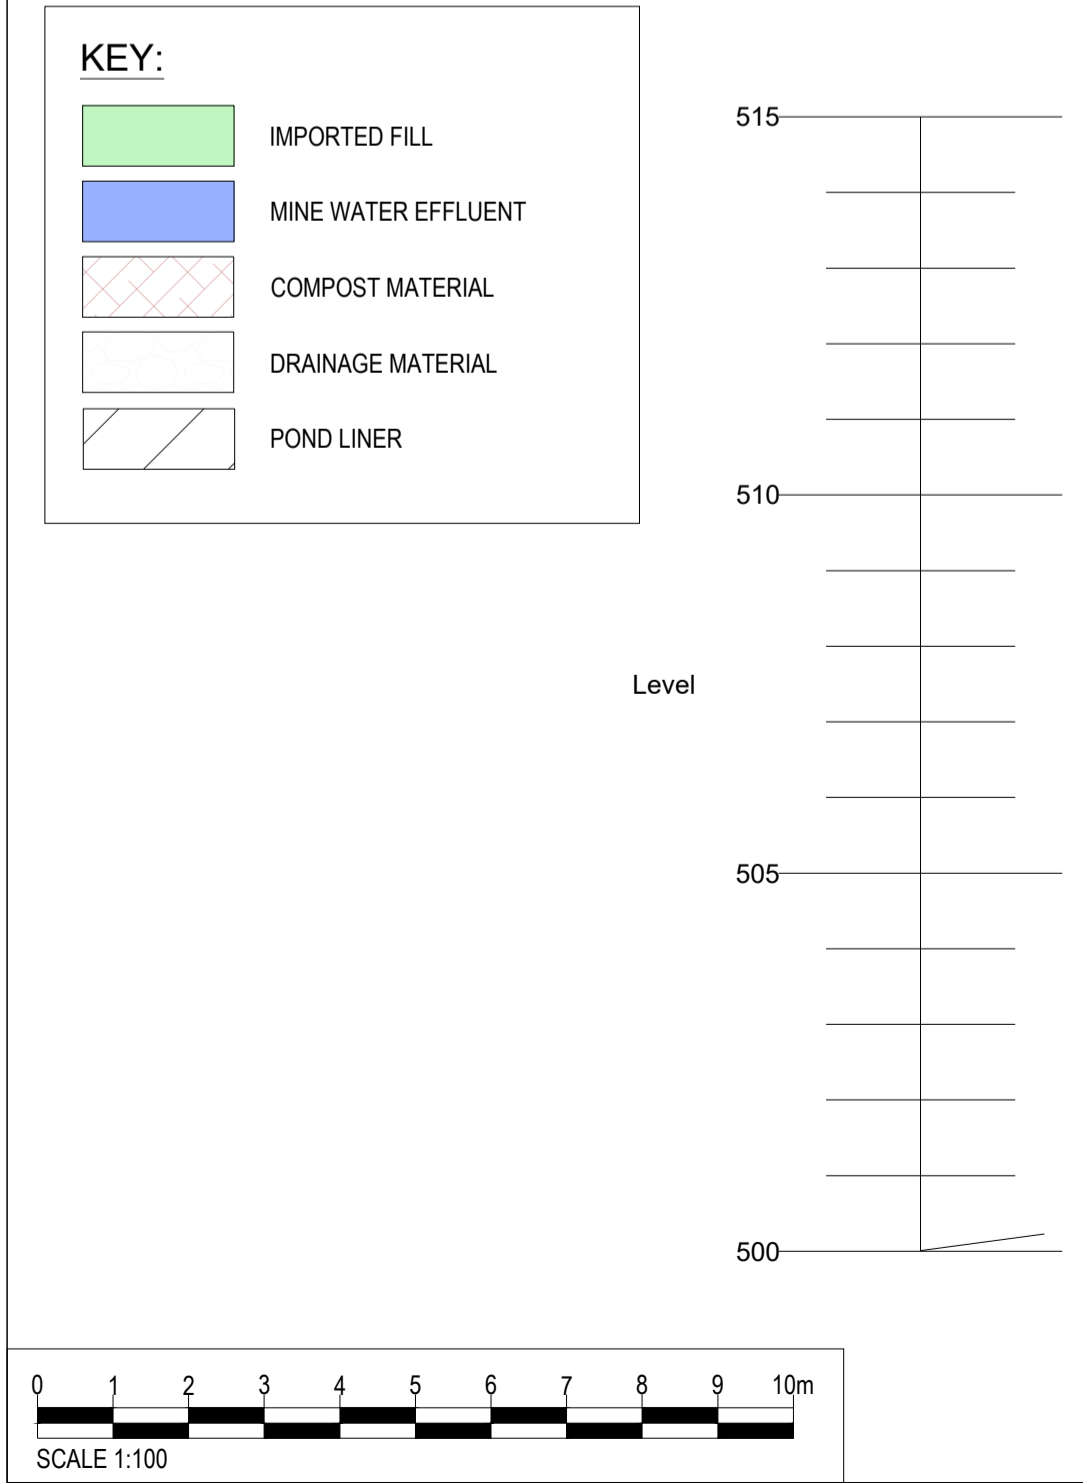 KEY:
IMPORTED FILL
MINE WATER EFFLUENT
COMPOST MATERIAL
DRAINAGE MATERIAL
POND LINER
515
510
Level
505
500
0 1 2 3 4 5 6 7 8 9 10m
SCALE 1:100